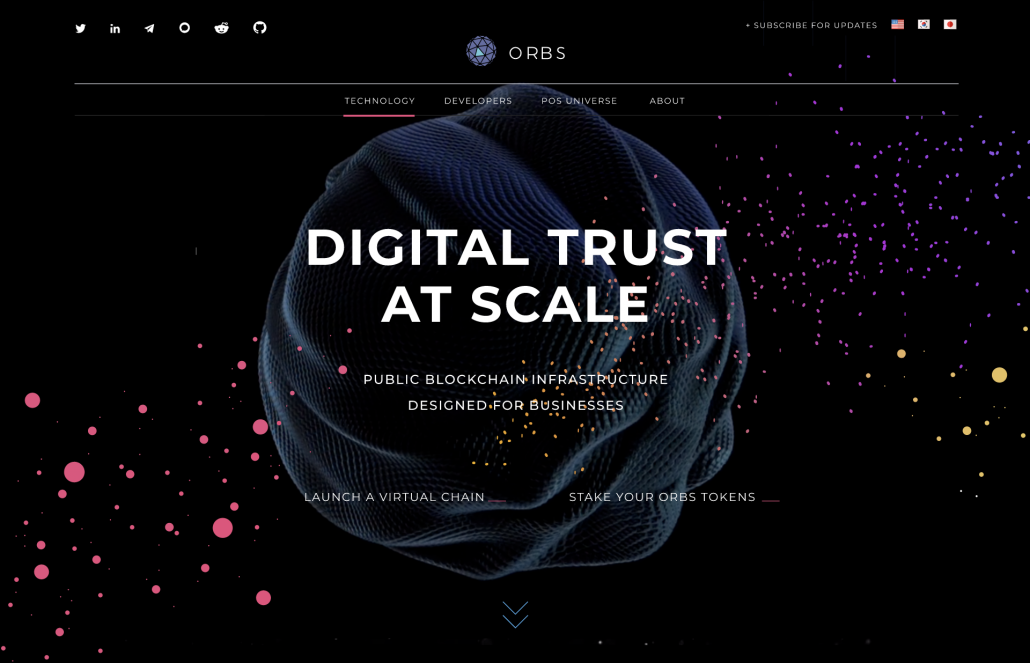 + SUBSCRIBE FOR UPDATES
ORBS
TECHNOLOGY DEVELOPERS POS UNIVERSE ABOUT
DIGITAL TRUST
AT SCALE
PUBLIC BLOCKCHAIN INFRASTRUCTURE
DESIGNED FOR BUSINESSES
LAUNCH A VIRTUAL CHAIN STAKE YOUR ORBS TOKENS